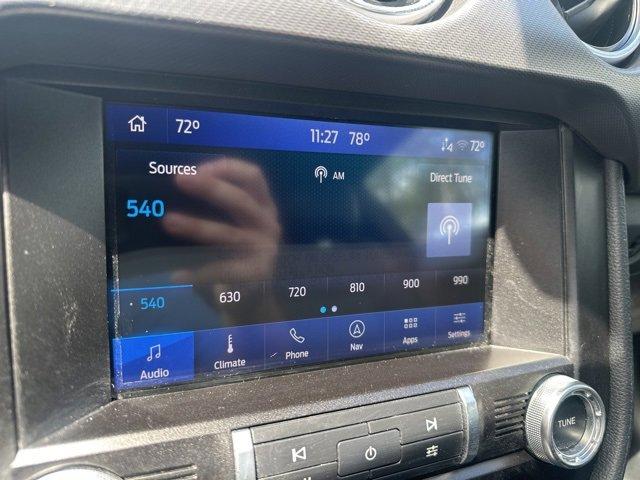 72° 11:27 78° 72°
Sources AM Direct Tune
540
540 630 720 810 900 990
Audio Climate Phone Nav Apps Settings
TUNE